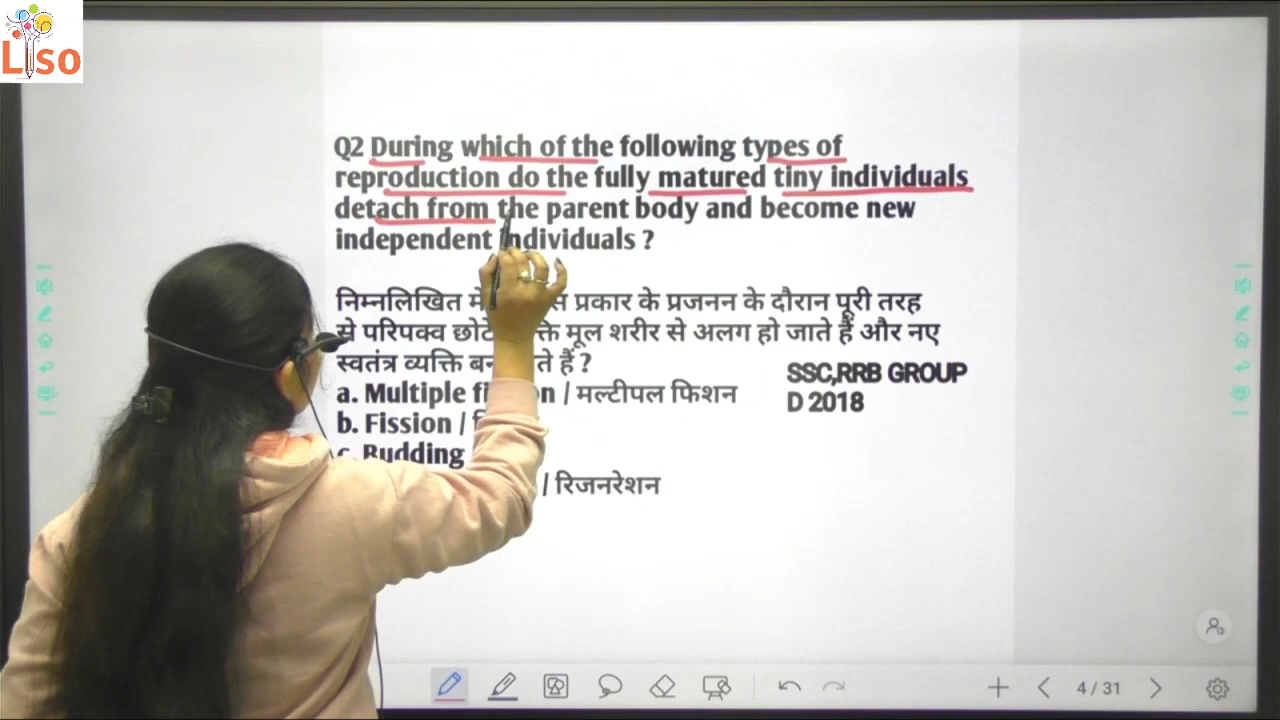 Liso
Q2 During which of the following types of
reproduction do the fully matured tiny individuals
detach from the parent body and become new
independent individuals ?
निम्नलिखित में प्रकार के प्रजनन के दौरान पूरी तरह
से परिपक्व छोटे मूल शरीर से अलग हो जाते हैं और नए
स्वतंत्र व्यक्ति हैं ?
a. Multiple / मल्टीपल फिशन
SSC,RRB GROUP
D 2018
b. Fission /
c. Budding
/ रिजनरेशन
4 / 31